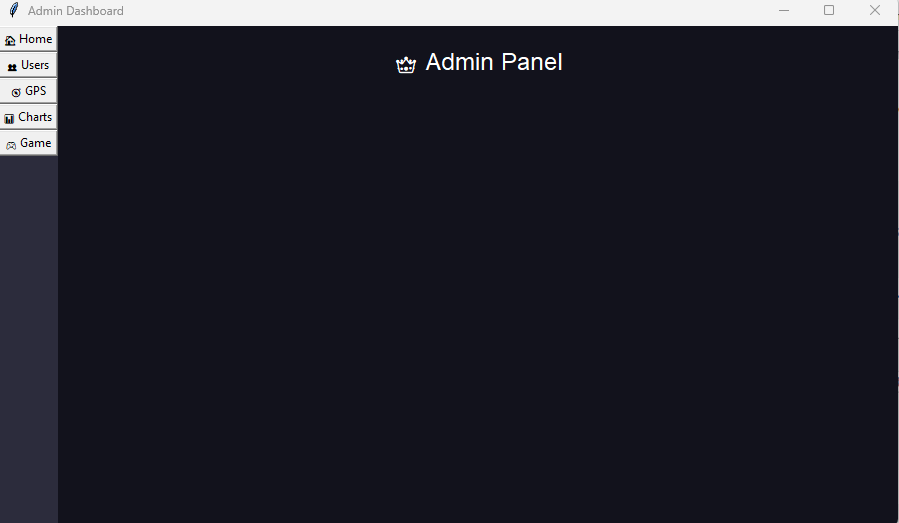 Admin Dashboard
Home
Users
GPS
Charts
Game
Admin Panel